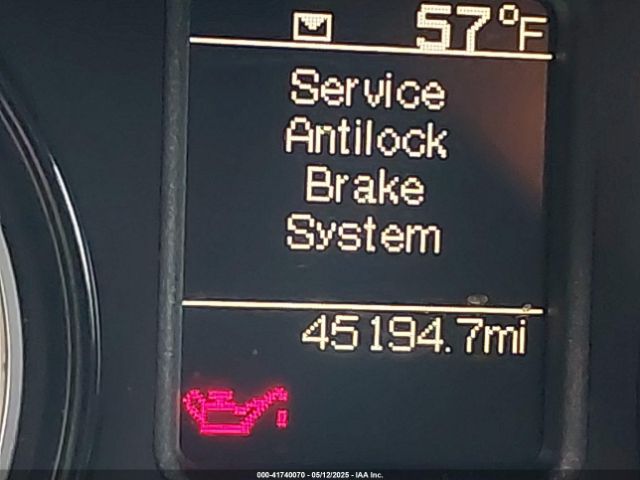 57°F
Service
Antilock
Brake
System
45194.7mi
000-41740070 - 05/12/2025 - IAA Inc.